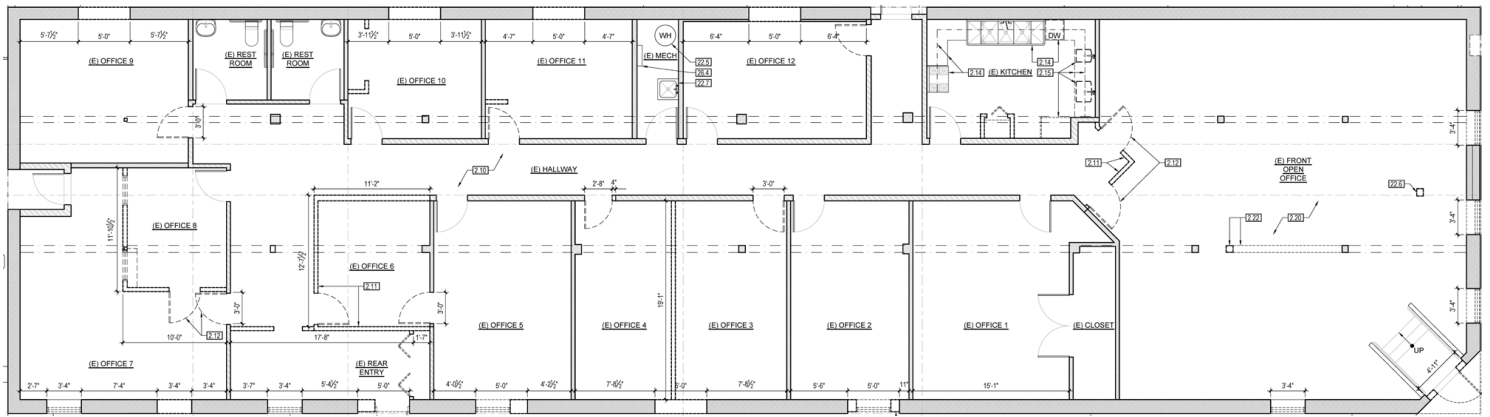 5'-7½"
5'-0"
5'-7½"
(E) OFFICE 9
(E) REST
ROOM
(E) REST
ROOM
3'-11½"
5'-0"
3'-11½"
(E) OFFICE 10
4'-7"
5'-0"
4'-7"
(E) OFFICE 11
WH
(E) MECH
22.5
26.4
22.7
6'-4"
5'-0"
6'-4"
(E) OFFICE 12
DW
2.14
2.14
(E) KITCHEN
2.15
3'-0"
3'-4"
2.10
(E) HALLWAY
2.11
2.12
(E) FRONT
OPEN
OFFICE
22.6
11'-2"
2'-8"
4"
3'-0"
11'-10½"
(E) OFFICE 8
3'-4"
2.22
2.20
12'-7½"
(E) OFFICE 6
2.11
3'-0"
3'-0"
19'-1"
3'-4"
2.12
10'-0"
17'-8"
1'-7"
(E) OFFICE 5
(E) OFFICE 4
(E) OFFICE 3
(E) OFFICE 2
(E) OFFICE 1
(E) CLOSET
UP
4'-11"
(E) OFFICE 7
(E) REAR
ENTRY
2'-7"
3'-4"
7'-4"
3'-4"
3'-4"
3'-7"
3'-4"
5'-4½"
5'-0"
4'-0½"
5'-0"
4'-2½"
7'-8½"
5'-0"
7'-8½"
5'-6"
5'-0"
11"
15'-1"
3'-4"